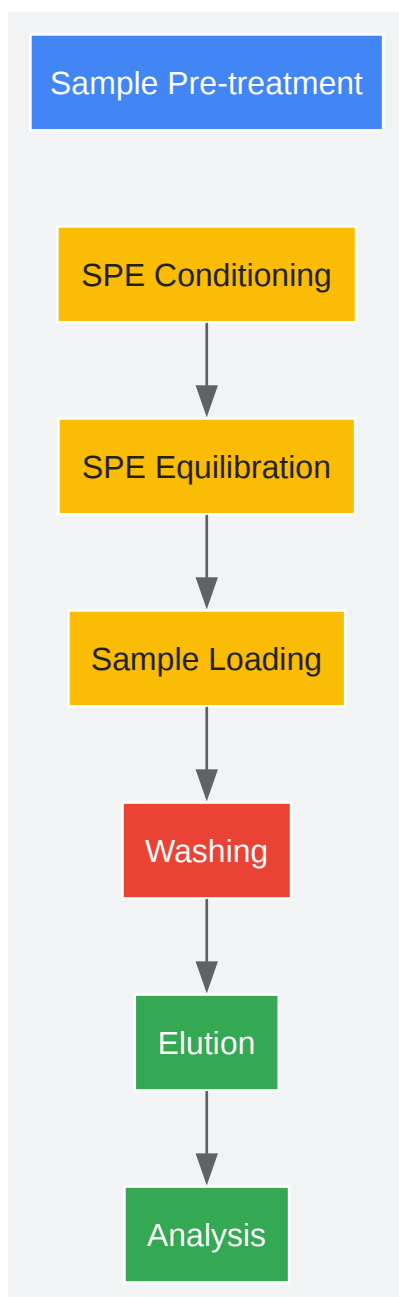 Sample Pre-treatment
SPE Conditioning
SPE Equilibration
Sample Loading
Washing
Elution
Analysis